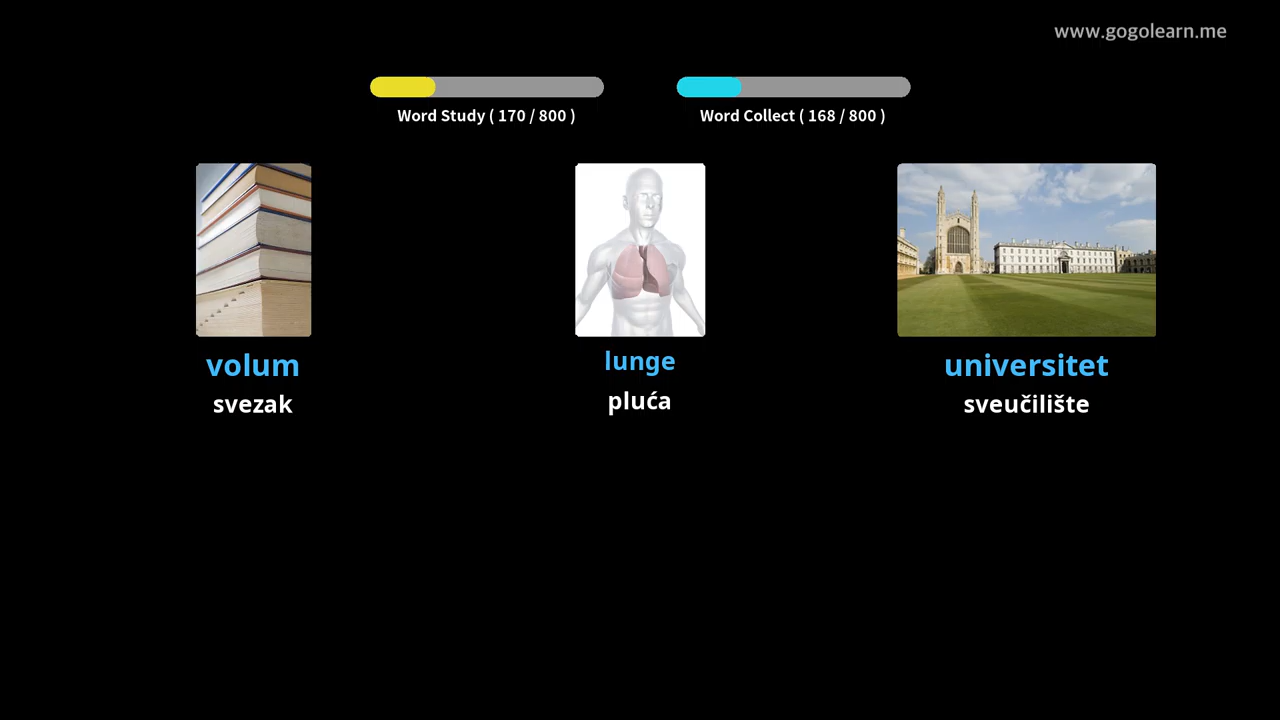 www.gogolearn.me
Word Study ( 170 / 800 )
Word Collect ( 168 / 800 )
volum
lunge
universitet
svezak
pluća
sveučilište